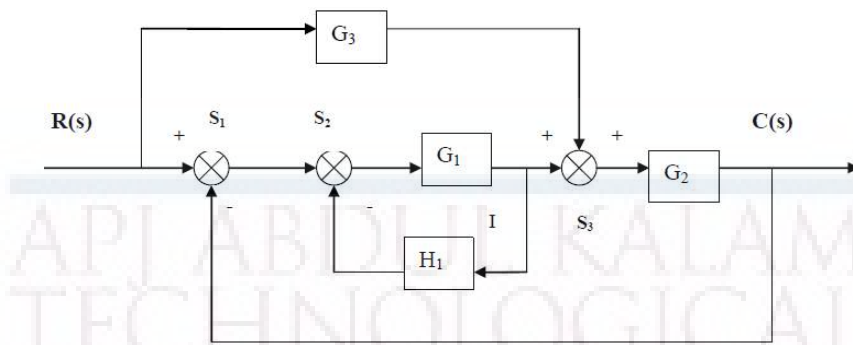 G3
R(s)
S1
S2
C(s)
+
+
+
G1
G2
-
-
I
S3
H1
APJ ABDUL KALAM
TECHNOLOGICAL